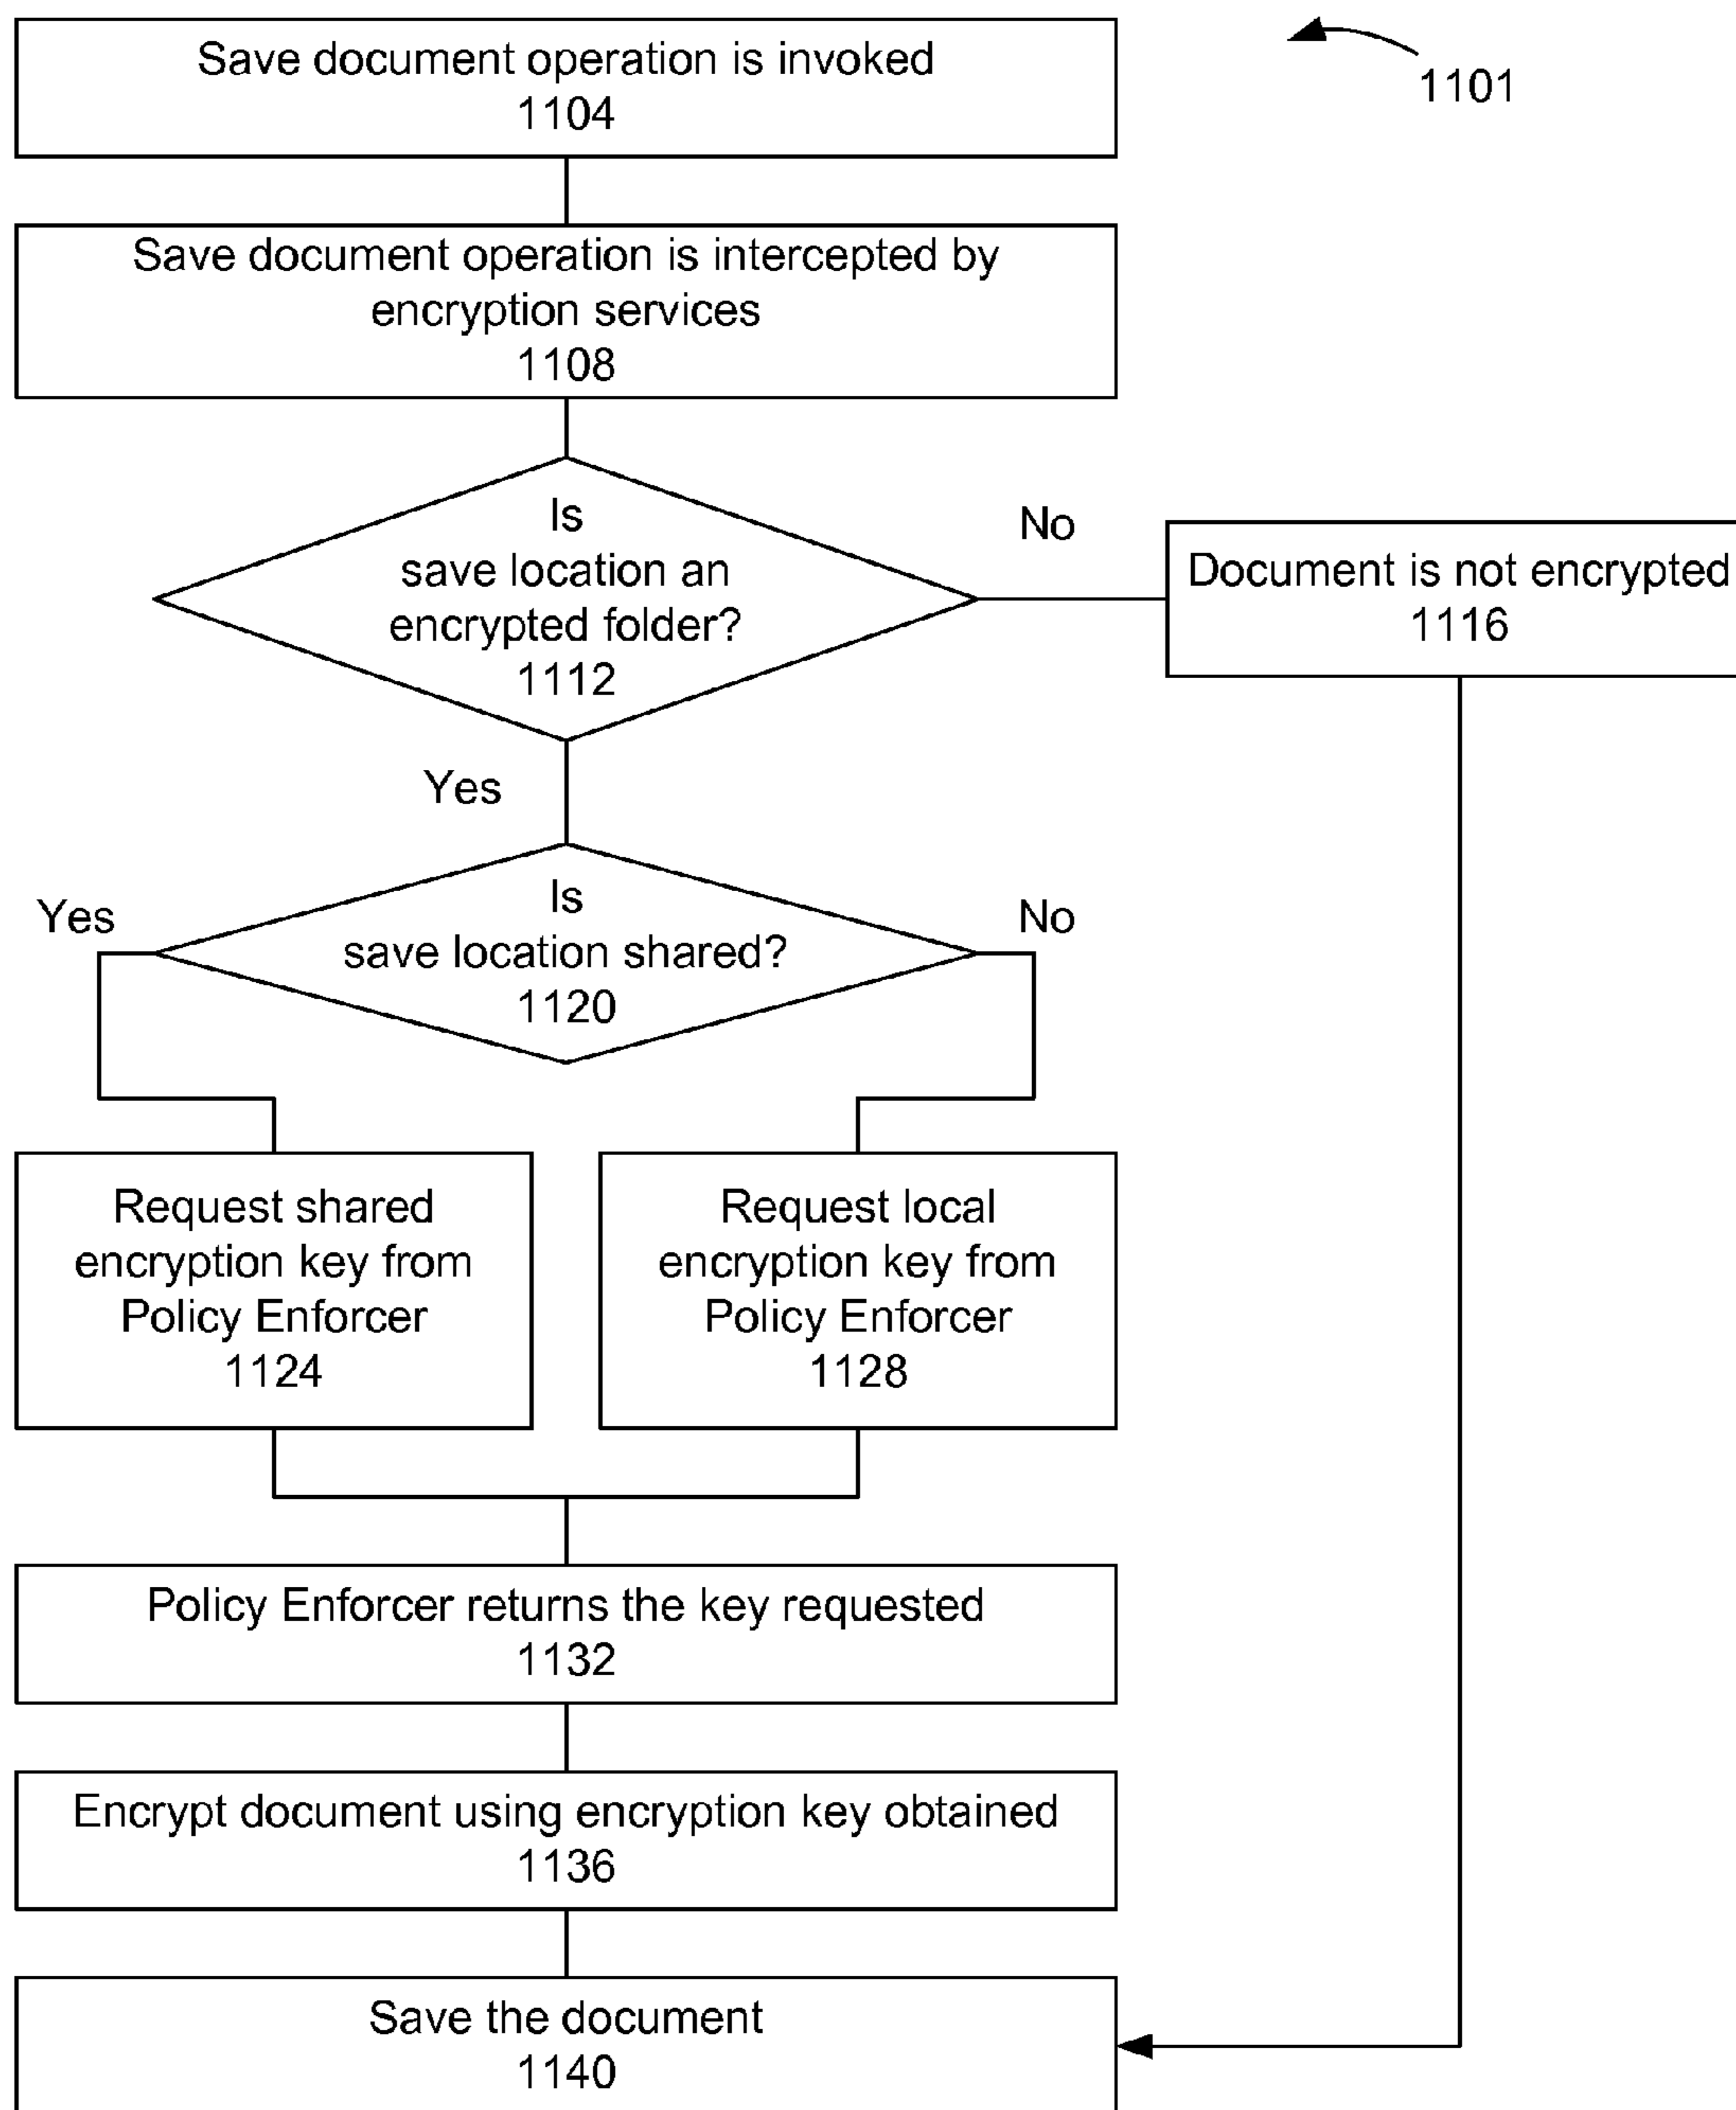 Save document operation is invoked
1104
1101
Save document operation is intercepted by
encryption services
1108
Is
save location an
encrypted folder?
1112
No
Document is not encrypted
1116
Yes
Is
save location shared?
1120
Yes
No
Request shared
encryption key from
Policy Enforcer
1124
Request local
encryption key from
Policy Enforcer
1128
Policy Enforcer returns the key requested
1132
Encrypt document using encryption key obtained
1136
Save the document
1140